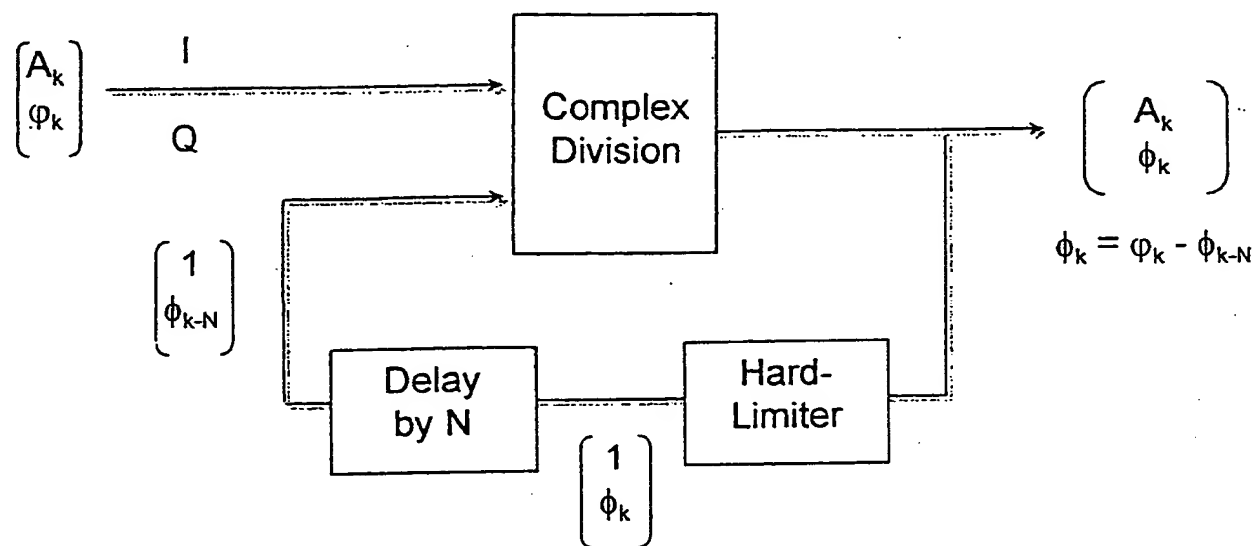 A_k
φ_k
I
Q
Complex
Division
A_k
ϕ_k
ϕ_k = φ_k - ϕ_k-N
1
ϕ_k-N
Delay
by N
Hard-
Limiter
1
ϕ_k